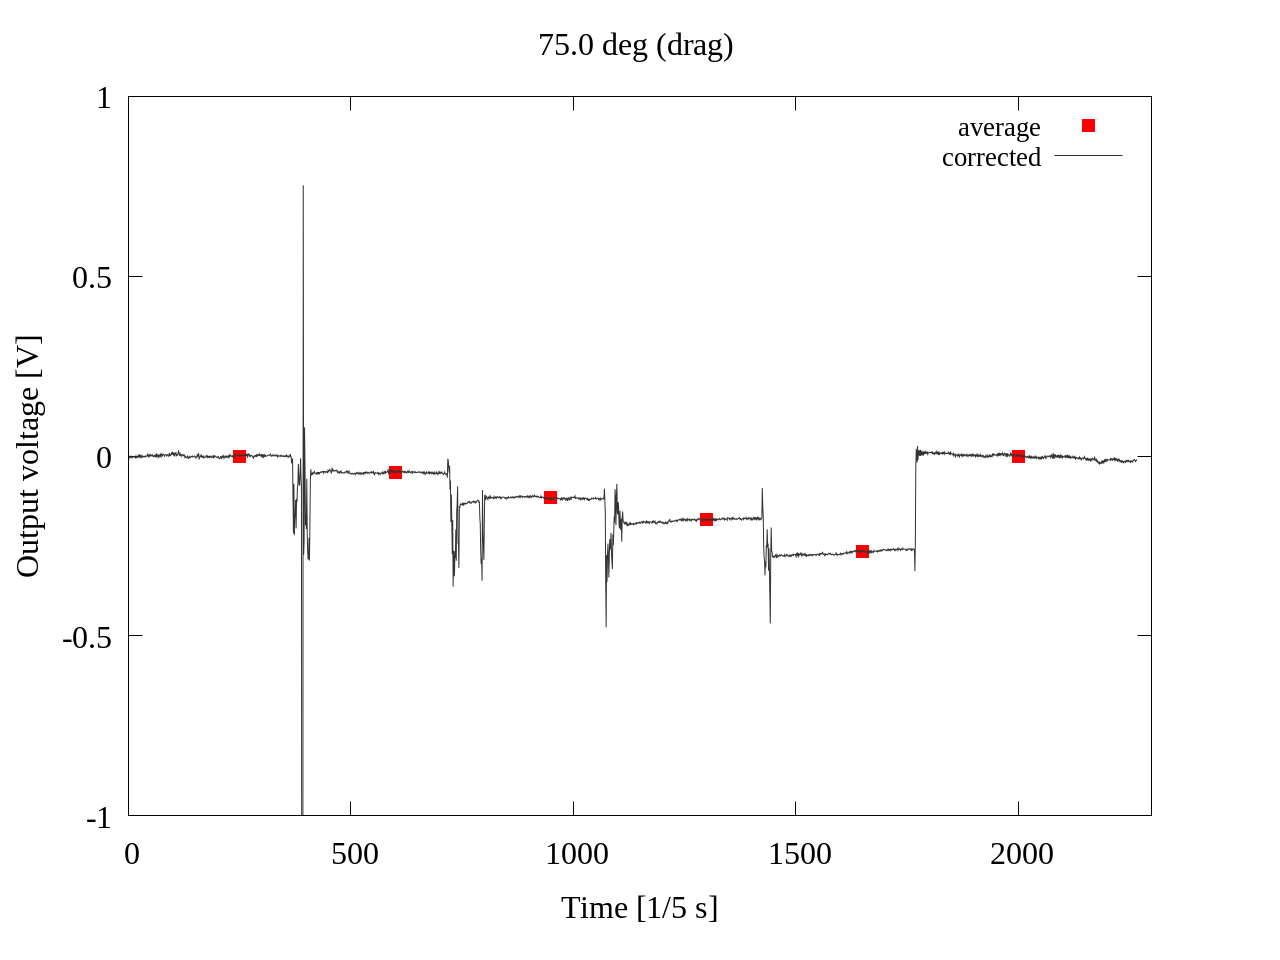 75.0 deg (drag)
1
average
corrected
0.5
Output voltage [V]
0
-0.5
-1
0 500 1000 1500 2000
Time [1/5 s]